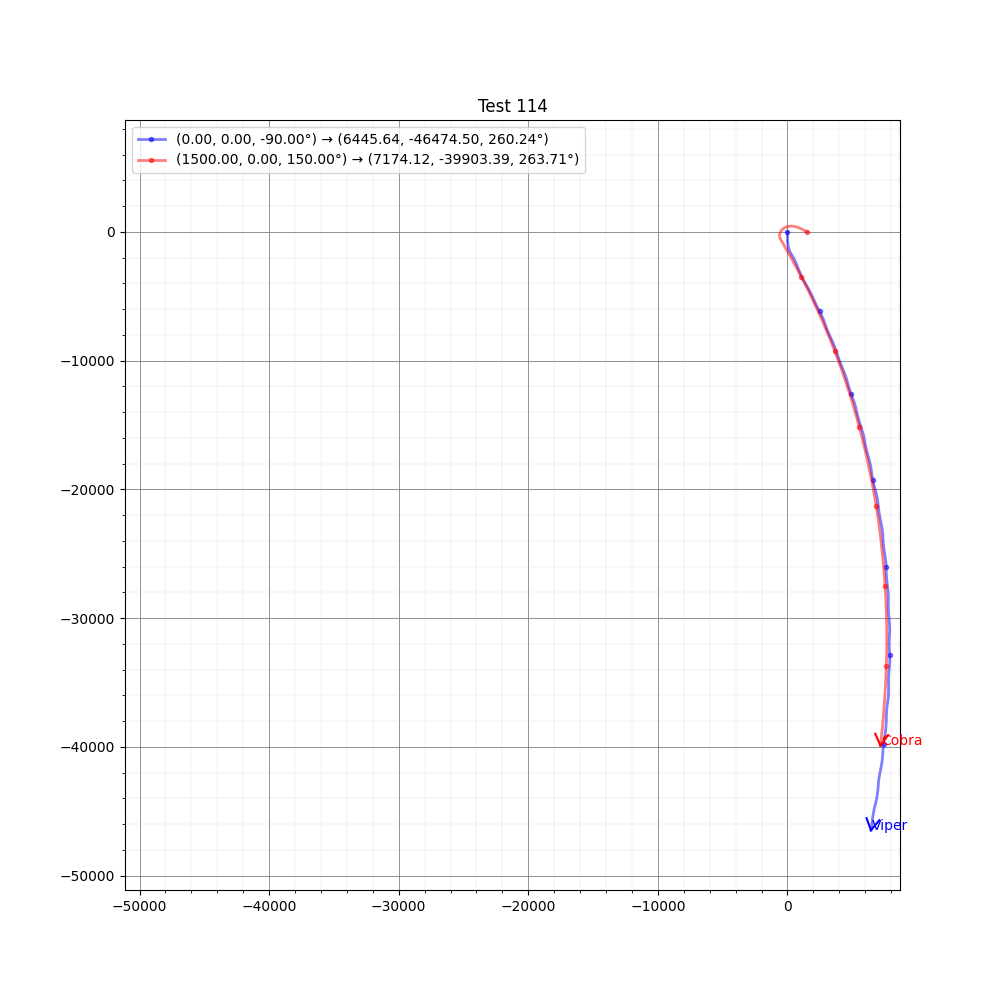 Test 114
(0.00, 0.00, -90.00°) → (6445.64, -46474.50, 260.24°)
(1500.00, 0.00, 150.00°) → (7174.12, -39903.39, 263.71°)
0
−10000
−20000
−30000
−40000
−50000
Cobra
Viper
−50000 −40000 −30000 −20000 −10000 0